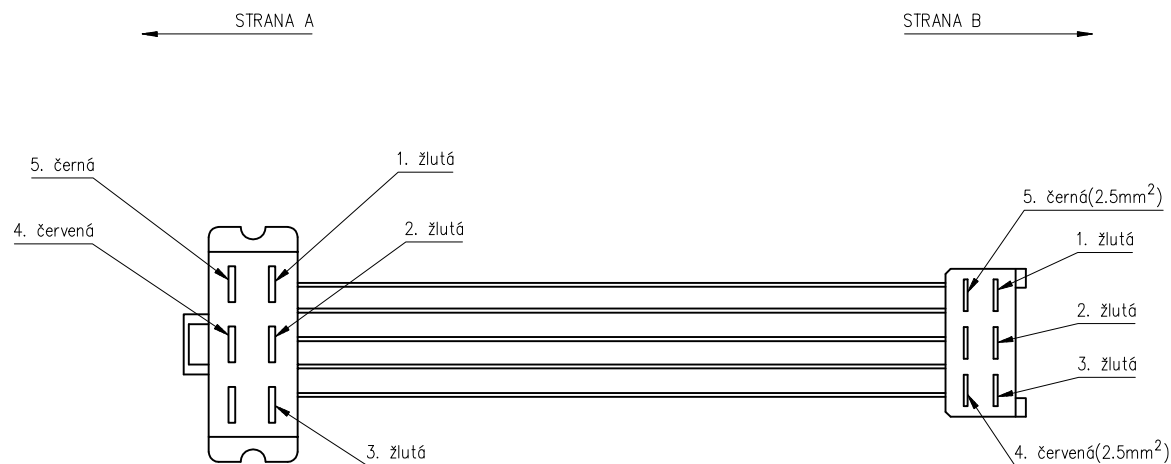 STRANA A
STRANA B
5. černá
1. žlutá
4. červená
2. žlutá
3. žlutá
5. černá(2.5mm²)
1. žlutá
2. žlutá
3. žlutá
4. červená(2.5mm²)